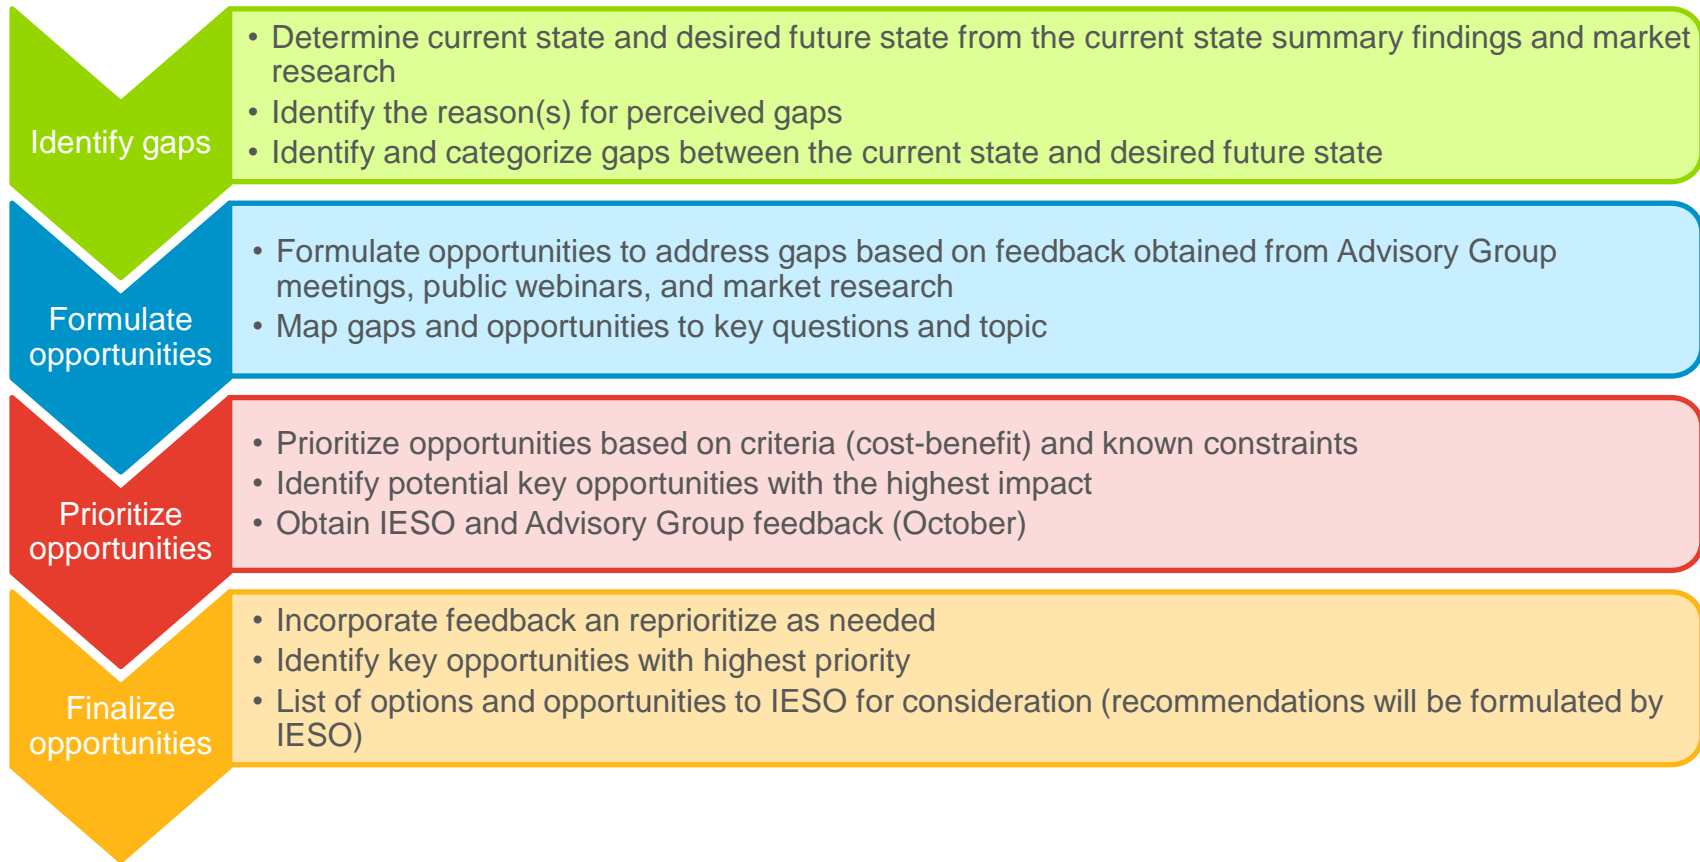 Identify gaps
• Determine current state and desired future state from the current state summary findings and market
research
• Identify the reason(s) for perceived gaps
• Identify and categorize gaps between the current state and desired future state
Formulate
opportunities
• Formulate opportunities to address gaps based on feedback obtained from Advisory Group
meetings, public webinars, and market research
• Map gaps and opportunities to key questions and topic
Prioritize
opportunities
• Prioritize opportunities based on criteria (cost-benefit) and known constraints
• Identify potential key opportunities with the highest impact
• Obtain IESO and Advisory Group feedback (October)
Finalize
opportunities
• Incorporate feedback an reprioritize as needed
• Identify key opportunities with highest priority
• List of options and opportunities to IESO for consideration (recommendations will be formulated by
IESO)